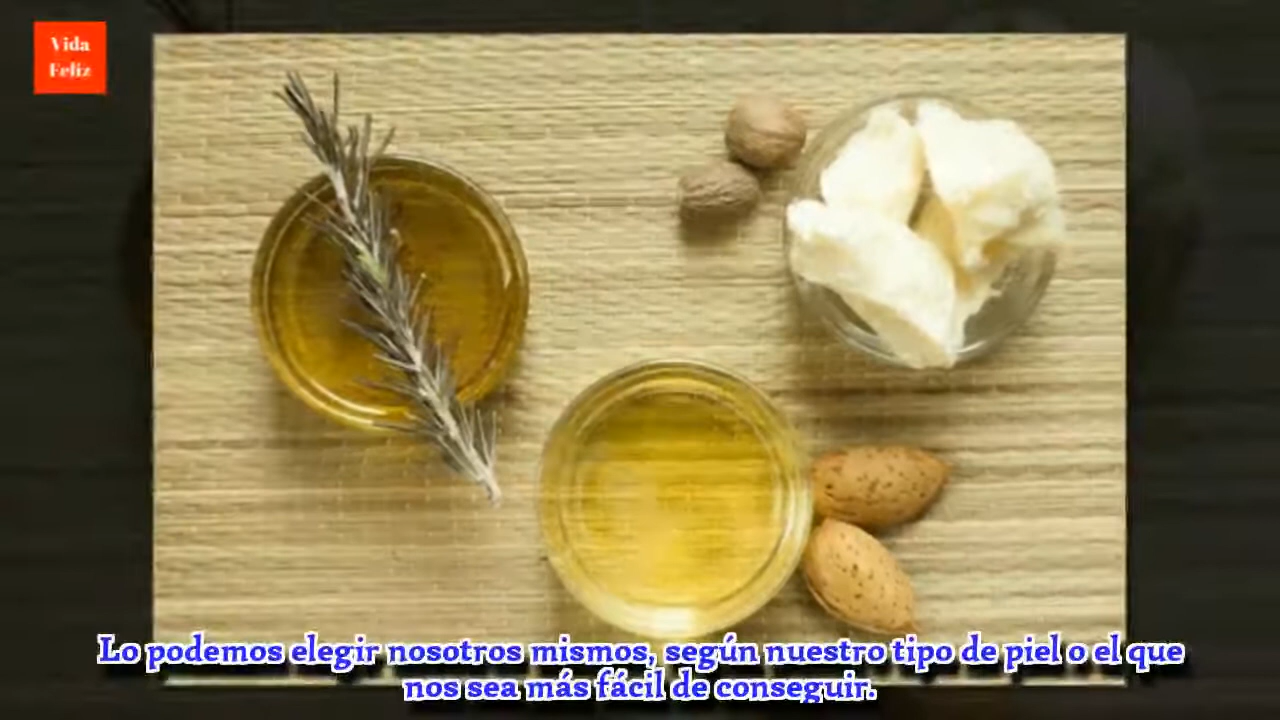 Vida
Feliz
Lo podemos elegir nosotros mismos, según nuestro tipo de piel o el que
nos sea más fácil de conseguir.